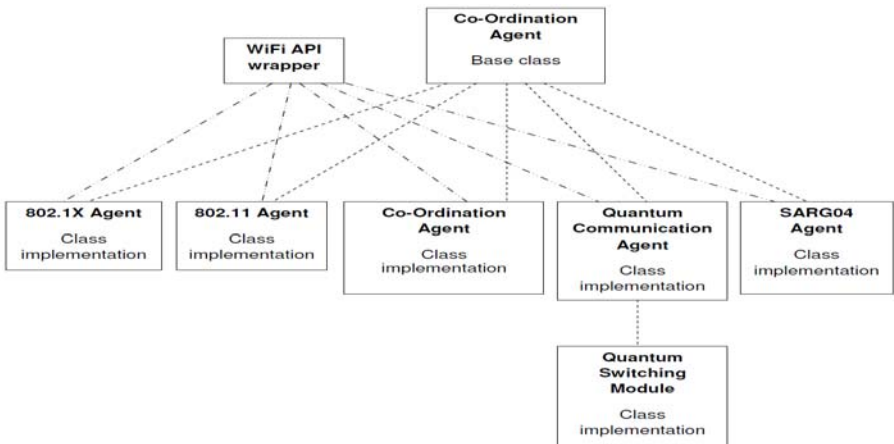 WiFi API
wrapper
Co-Ordination
Agent
Base class
802.1X Agent
Class
implementation
802.11 Agent
Class
implementation
Co-Ordination
Agent
Class
implementation
Quantum
Communication
Agent
Class
implementation
SARG04
Agent
Class
implementation
Quantum
Switching
Module
Class
implementation